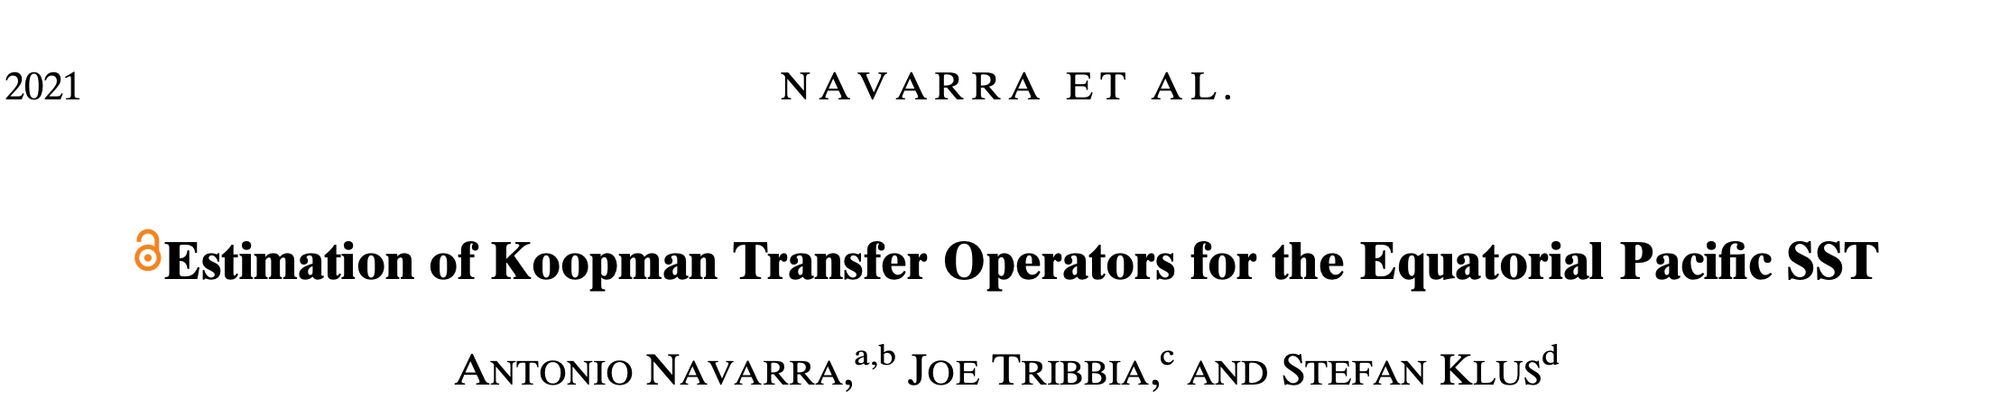 2021 NAVARRA ET AL.
Estimation of Koopman Transfer Operators for the Equatorial Pacific SST
ANTONIO NAVARRA,a,b JOE TRIBBIA,c AND STEFAN KLUSd